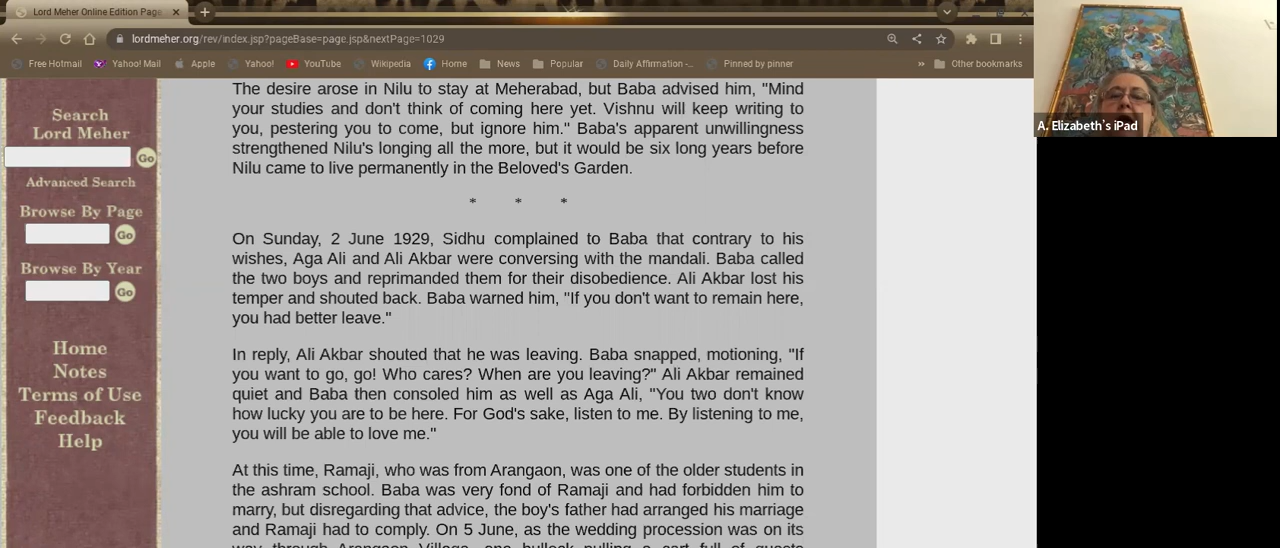 Lord Meher Online Edition Page
lordmeher.org/rev/index.jsp?pageBase=page.jsp&nextPage=1029
Free Hotmail Yahoo! Mail Apple Yahoo! YouTube Wikipedia Home News Popular Daily Affirmation -... Pinned by pinner » Other bookmarks
A. Elizabeth's iPad
Search
Lord Meher
Go
Advanced Search
Browse By Page
Go
Browse By Year
Go
Home
Notes
Terms of Use
Feedback
Help
The desire arose in Nilu to stay at Meherabad, but Baba advised him, "Mind
your studies and don't think of coming here yet. Vishnu will keep writing to
you, pestering you to come, but ignore him." Baba's apparent unwillingness
strengthened Nilu's longing all the more, but it would be six long years before
Nilu came to live permanently in the Beloved's Garden.
* * *
On Sunday, 2 June 1929, Sidhu complained to Baba that contrary to his
wishes, Aga Ali and Ali Akbar were conversing with the mandali. Baba called
the two boys and reprimanded them for their disobedience. Ali Akbar lost his
temper and shouted back. Baba warned him, "If you don't want to remain here,
you had better leave."
In reply, Ali Akbar shouted that he was leaving. Baba snapped, motioning, "If
you want to go, go! Who cares? When are you leaving?" Ali Akbar remained
quiet and Baba then consoled him as well as Aga Ali, "You two don't know
how lucky you are to be here. For God's sake, listen to me. By listening to me,
you will be able to love me."
At this time, Ramaji, who was from Arangaon, was one of the older students in
the ashram school. Baba was very fond of Ramaji and had forbidden him to
marry, but disregarding that advice, the boy's father had arranged his marriage
and Ramaji had to comply. On 5 June, as the wedding procession was on its
way through Arangaon Village, one bullock pulling a cart full of guests